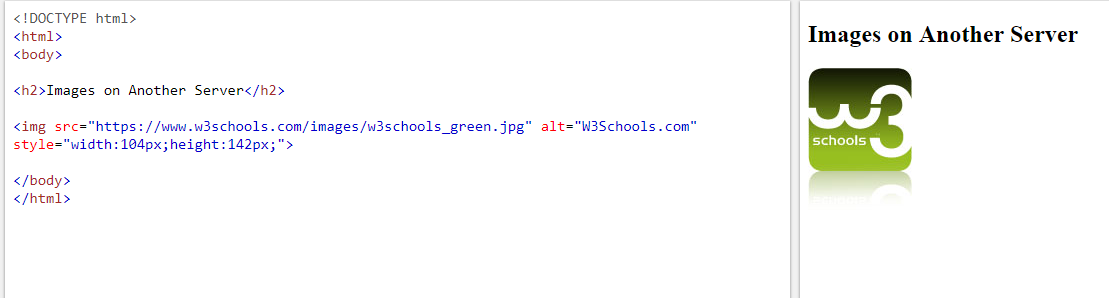 <!DOCTYPE html>
<html>
<body>
<h2>Images on Another Server</h2>
<img src="https://www.w3schools.com/images/w3schools_green.jpg" alt="W3Schools.com"
style="width:104px;height:142px;">
</body>
</html>
Images on Another Server
w3
schools